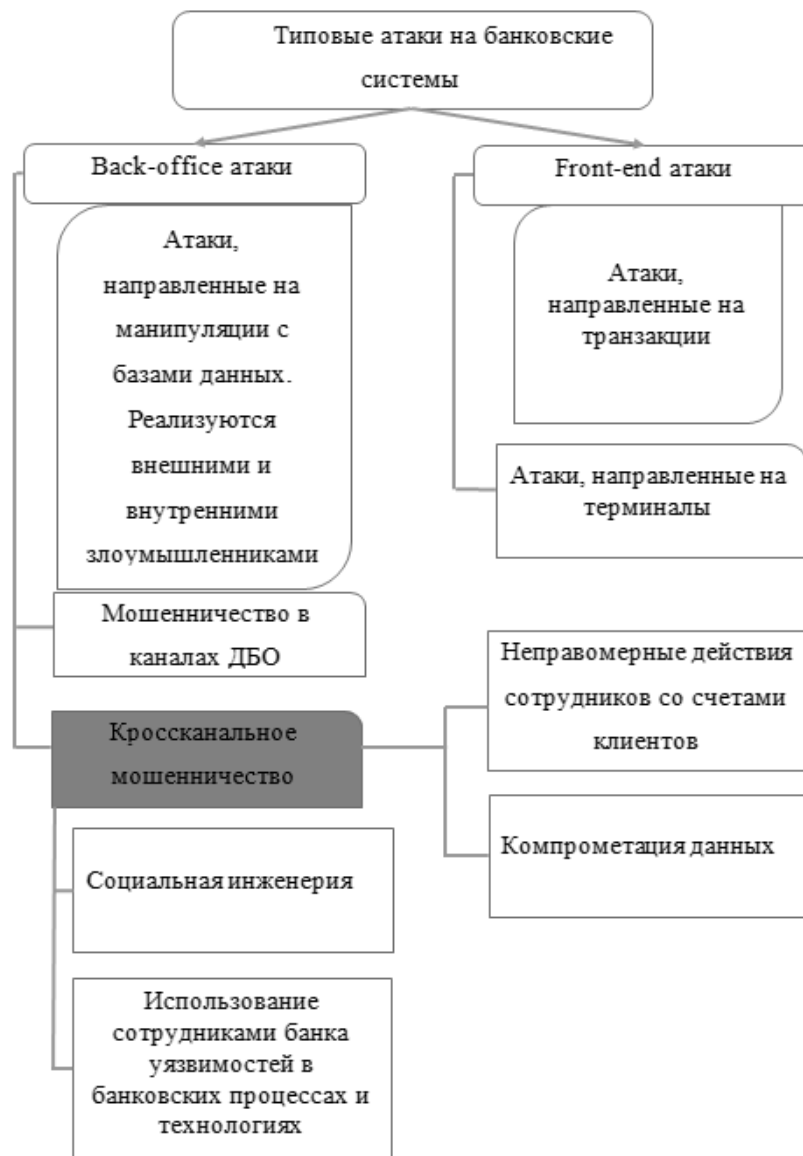 Типовые атаки на банковские
системы
Back-office атаки
Front-end атаки
Атаки,
направленные на
манипуляции с
базами данных.
Реализуются
внешними и
внутренними
злоумышленниками
Атаки,
направленные на
транзакции
Атаки, направленные на
терминалы
Мошенничество в
каналах ДБО
Кроссканальное
мошенничество
Неправомерные действия
сотрудников со счетами
клиентов
Компрометация данных
Социальная инженерия
Использование
сотрудниками банка
уязвимостей в
банковских процессах и
технологиях